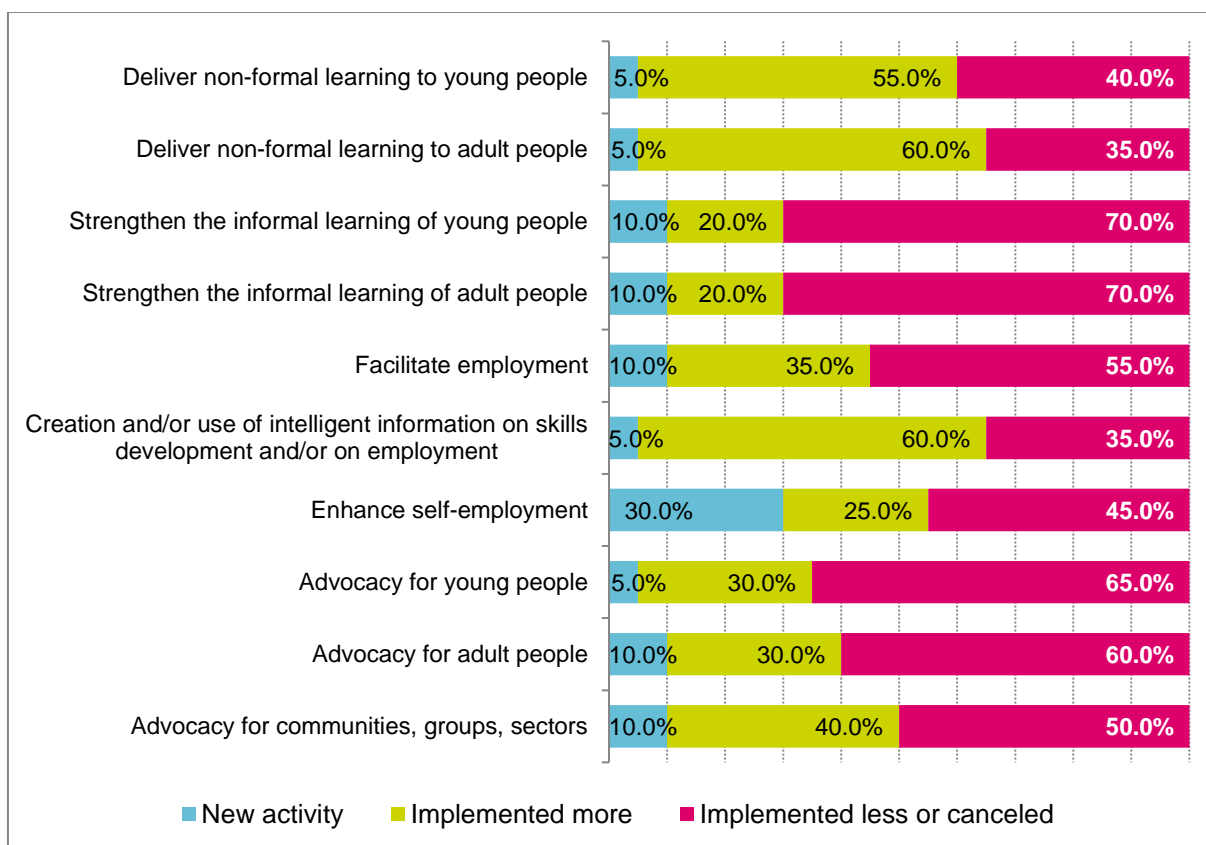 Deliver non-formal learning to young people 5.0% 55.0% 40.0%
Deliver non-formal learning to adult people 5.0% 60.0% 35.0%
Strengthen the informal learning of young people 10.0% 20.0% 70.0%
Strengthen the informal learning of adult people 10.0% 20.0% 70.0%
Facilitate employment 10.0% 35.0% 55.0%
Creation and/or use of intelligent information on skills
development and/or on employment 5.0% 60.0% 35.0%
Enhance self-employment 30.0% 25.0% 45.0%
Advocacy for young people 5.0% 30.0% 65.0%
Advocacy for adult people 10.0% 30.0% 60.0%
Advocacy for communities, groups, sectors 10.0% 40.0% 50.0%
New activity Implemented more Implemented less or canceled